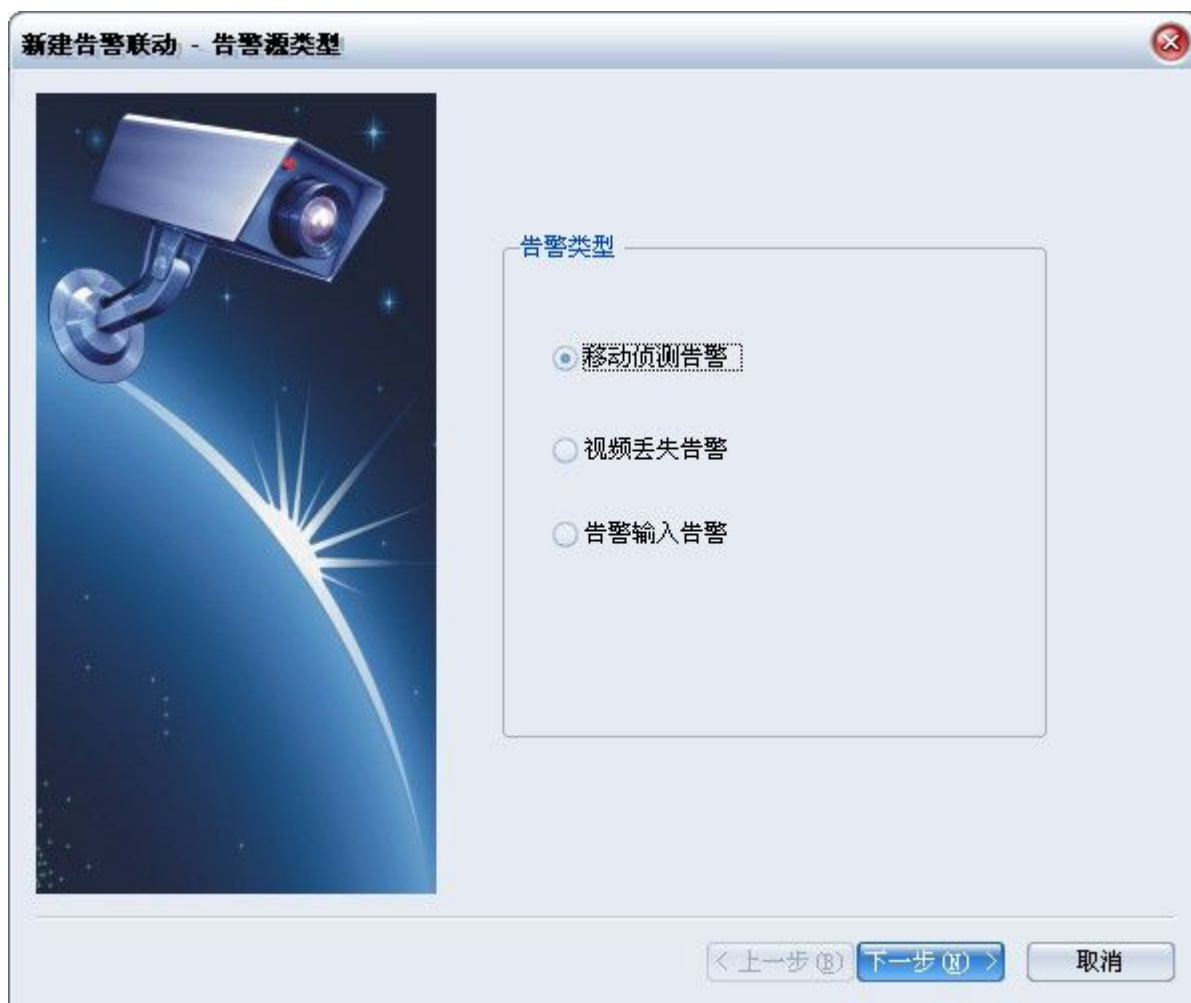 新建告警联动 - 告警源类型
告警类型
移动侦测告警
视频丢失告警
告警输入告警
< 上一步(B) 下一步(N) > 取消